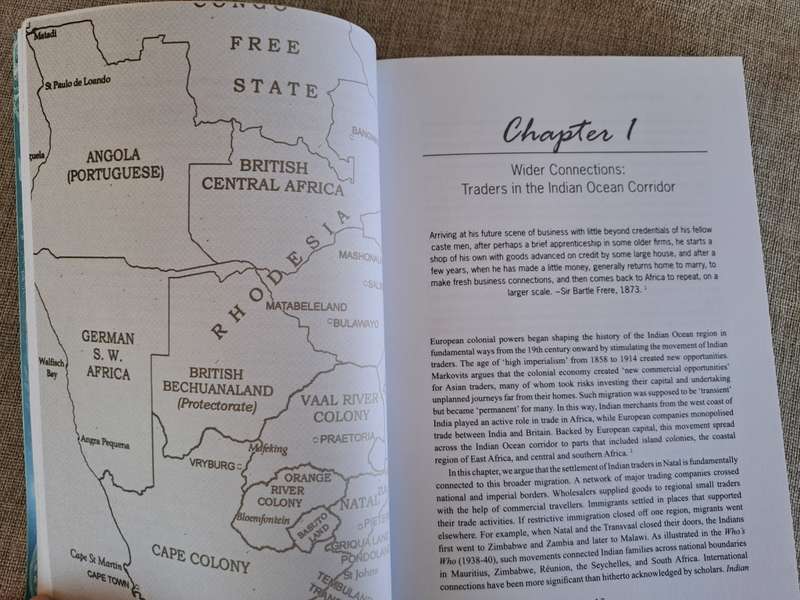 CONGO
FREE
STATE
Matadi
St Paulo de Loando
ANGOLA
(PORTUGUESE)
BRITISH
CENTRAL AFRICA
RHODESIA
MATABELELAND
BULAWAYO
GERMAN
S. W.
AFRICA
Walfisch
Bay
BRITISH
BECHUANALAND
(Protectorate)
VAAL RIVER
COLONY
PRAETORIA
Angra Pequena
Mafeking
VRYBURG
ORANGE
RIVER
COLONY
NATAL
Bloemfontein
BASUTO
LAND
GRIQUA LAND
PONDOLAN
St Johns
CAPE COLONY
Cape St Martin
CAPE TOWN
TEMBULAND
Chapter 1
Wider Connections:
Traders in the Indian Ocean Corridor
Arriving at his future scene of business with little beyond credentials of his fellow
caste men, after perhaps a brief apprenticeship in some older firms, he starts a
shop of his own with goods advanced on credit by some large house, and after a
few years, when he has made a little money, generally returns home to marry, to
make fresh business connections, and then comes back to Africa to repeat, on a
larger scale. –Sir Bartle Frere, 1873. 1
European colonial powers began shaping the history of the Indian Ocean region in
fundamental ways from the 19th century onward by stimulating the movement of Indian
traders. The age of 'high imperialism' from 1858 to 1914 created new opportunities.
Markovits argues that the colonial economy created 'new commercial opportunities'
for Asian traders, many of whom took risks investing their capital and undertaking
unplanned journeys far from their homes. Such migration was supposed to be 'transient'
but became 'permanent' for many. In this way, Indian merchants from the west coast of
India played an active role in trade in Africa, while European companies monopolised
trade between India and Britain. Backed by European capital, this movement spread
across the Indian Ocean corridor to parts that included island colonies, the coastal
region of East Africa, and central and southern Africa. 2
In this chapter, we argue that the settlement of Indian traders in Natal is fundamentally
connected to this broader migration. A network of major trading companies crossed
national and imperial borders. Wholesalers supplied goods to regional small traders
with the help of commercial travellers. Immigrants settled in places that supported
their trade activities. If restrictive immigration closed off one region, migrants went
elsewhere. For example, when Natal and the Transvaal closed their doors, the Indians
first went to Zimbabwe and Zambia and later to Malawi. As illustrated in the Who's
Who (1938-40), such movements connected Indian families across national boundaries
in Mauritius, Zimbabwe, Réunion, the Seychelles, and South Africa. International
connections have been more significant than hitherto acknowledged by scholars. Indian